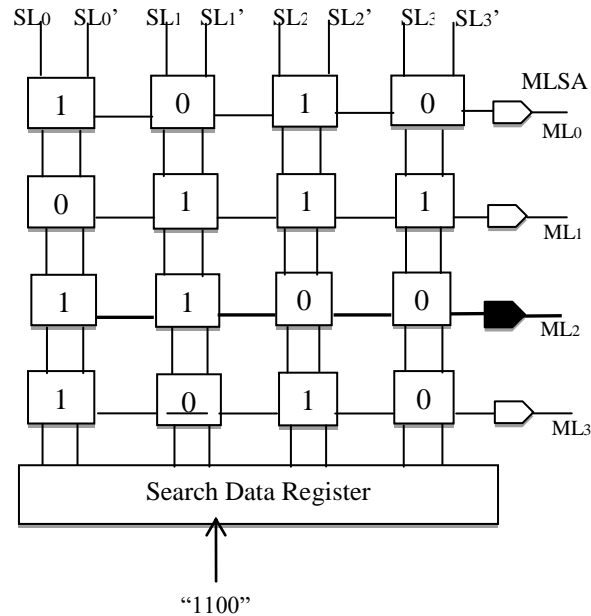 SL0 SL0’ SL1 SL1’ SL2 SL2’ SL3 SL3’
MLSA
1 0 1 0
ML0
0 1 1 1
ML1
1 1 0 0
ML2
1 0 1 0
ML3
Search Data Register
“1100”